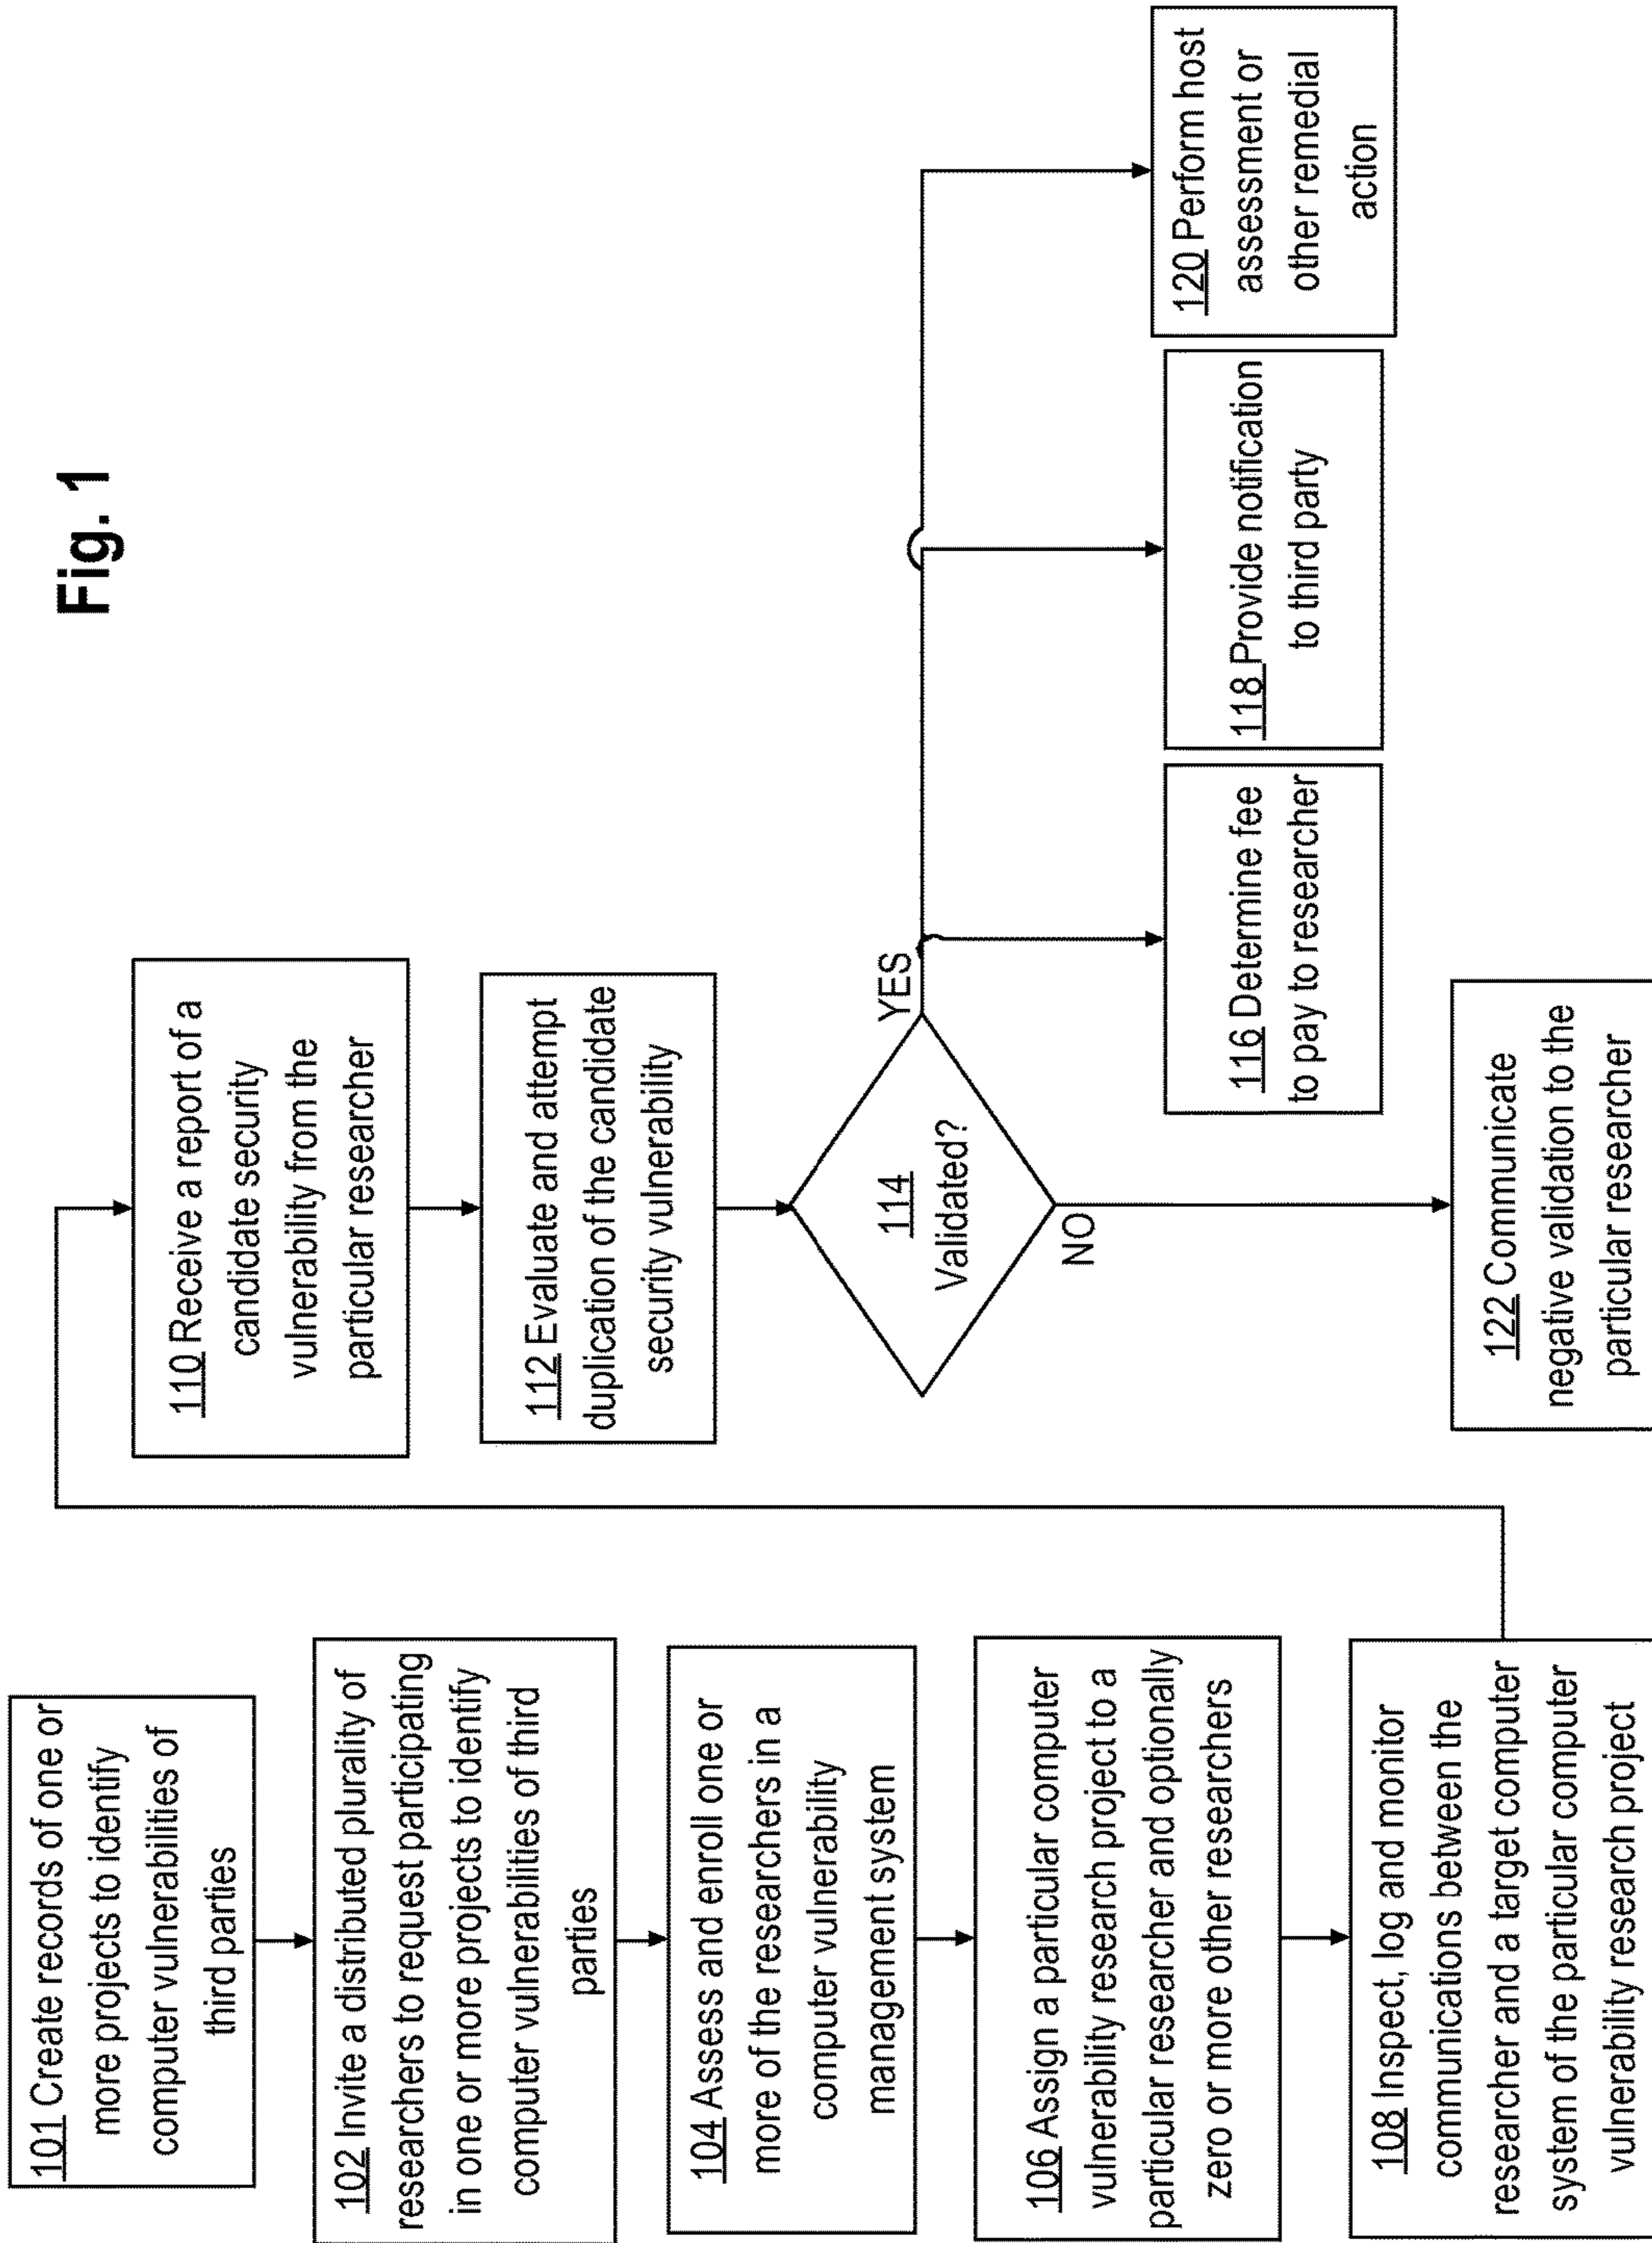 Fig. 1
101 Create records of one or
more projects to identify
computer vulnerabilities of
third parties
102 Invite a distributed plurality of
researchers to request participating
in one or more projects to identify
computer vulnerabilities of third
parties
104 Assess and enroll one or
more of the researchers in a
computer vulnerability
management system
106 Assign a particular computer
vulnerability research project to a
particular researcher and optionally
zero or more other researchers
108 Inspect, log and monitor
communications between the
researcher and a target computer
system of the particular computer
vulnerability research project
110 Receive a report of a
candidate security
vulnerability from the
particular researcher
112 Evaluate and attempt
duplication of the candidate
security vulnerability
114
Validated?
YES
NO
116 Determine fee
to pay to researcher
118 Provide notification
to third party
120 Perform host
assessment or
other remedial
action
122 Communicate
negative validation to the
particular researcher